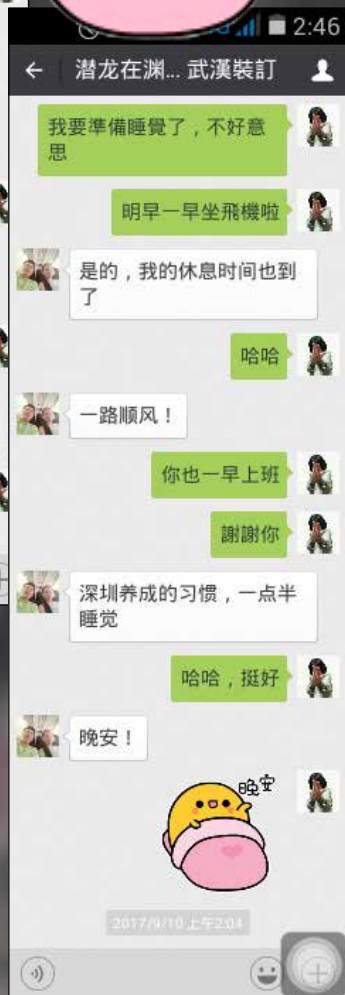 2:46
潜龙在渊... 武漢裝訂
我要準備睡覺了，不好意
思
明早一早坐飛機啦
是的，我的休息时间也到
了
哈哈
一路顺风！
你也一早上班
謝謝你
深圳养成的习惯，一点半
睡觉
哈哈，挺好
晚安！
晚安
2017/9/10 上午2:04